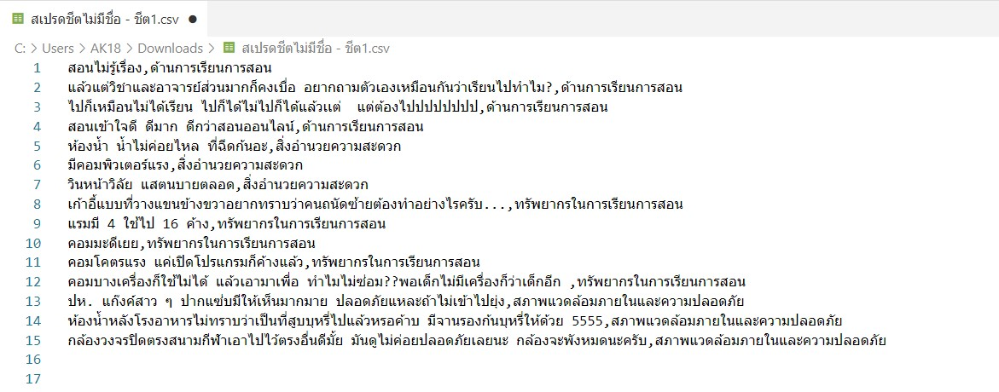 สเปรดชีตไม่มีชื่อ - ชีต1.csv ●
C: > Users > AK18 > Downloads > สเปรดชีตไม่มีชื่อ - ชีต1.csv
1 สอนไม่รู้เรื่อง,ด้านการเรียนการสอน
2 แล้วแต่วิชาและอาจารย์ส่วนมากก็คงเบื่อ อยากถามตัวเองเหมือนกันว่าเรียนไปทำไม?,ด้านการเรียนการสอน
3 ไปก็เหมือนไม่ได้เรียน ไปก็ได้ไม่ไปก็ได้แล้วแต่  แต่ต้องไปปปปปปปปป,ด้านการเรียนการสอน
4 สอนเข้าใจดี ดีมาก ดีกว่าสอนออนไลน์,ด้านการเรียนการสอน
5 ห้องน้ำ น้ำไม่ค่อยไหล ที่ฉีดก้นอะ,สิ่งอำนวยความสะดวก
6 มีคอมพิวเตอร์แรง,สิ่งอำนวยความสะดวก
7 วินหน้าวิลัย แสตนบายตลอด,สิ่งอำนวยความสะดวก
8 เก้าอี้แบบที่วางแขนข้างขวาอยากทราบว่าคนถนัดซ้ายต้องทำอย่างไรครับ...,ทรัพยากรในการเรียนการสอน
9 แรมมี 4 ใช้ไป 16 ค้าง,ทรัพยากรในการเรียนการสอน
10 คอมมะดีเยย,ทรัพยากรในการเรียนการสอน
11 คอมโคตรแรง แค่เปิดโปรแกรมก็ค้างแล้ว,ทรัพยากรในการเรียนการสอน
12 คอมบางเครื่องก็ใช้ไม่ได้ แล้วเอามาเพื่อ ทำไมไม่ซ่อม??พอเด็กไม่มีเครื่องก็ว่าเด็กอีก ,ทรัพยากรในการเรียนการสอน
13 ปห. แก๊งค์สาว ๆ ปากแซ่บมีให้เห็นมากมาย ปลอดภัยแหละถ้าไม่เข้าไปยุ่ง,สภาพแวดล้อมภายในและความปลอดภัย
14 ห้องน้ำหลังโรงอาหารไม่ทราบว่าเป็นที่สูบบุหรี่ไปแล้วหรอค้าบ มีจานรองก้นบุหรี่ให้ด้วย 5555,สภาพแวดล้อมภายในและความปลอดภัย
15 กล้องวงจรปิดตรงสนามกีฬาเอาไปไว้ตรงอื่นดีมั้ย มันดูไม่ค่อยปลอดภัยเลยนะ กล้องจะพังหมดนะครับ,สภาพแวดล้อมภายในและความปลอดภัย
16
17